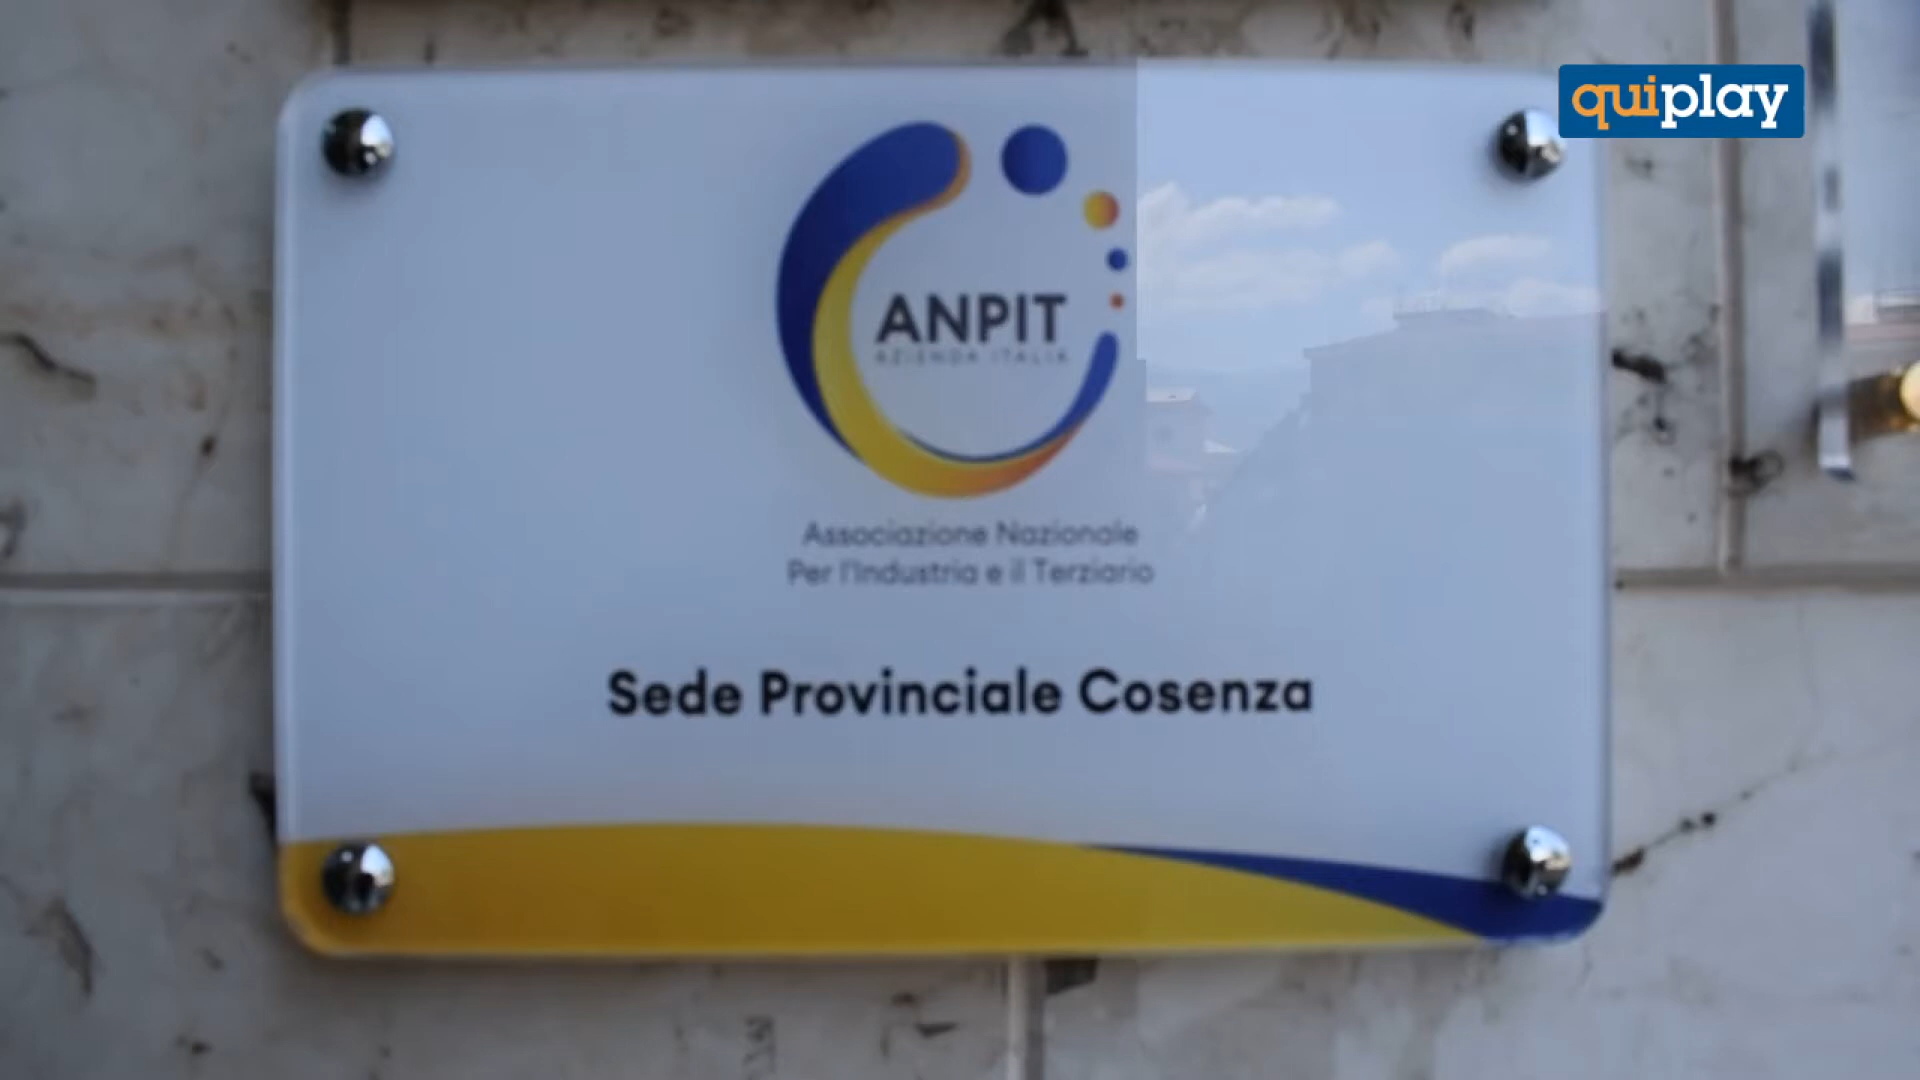 quiplay
ANPIT
AZIENDA ITALIA
Associazione Nazionale
Per l'Industria e il Terziario
Sede Provinciale Cosenza